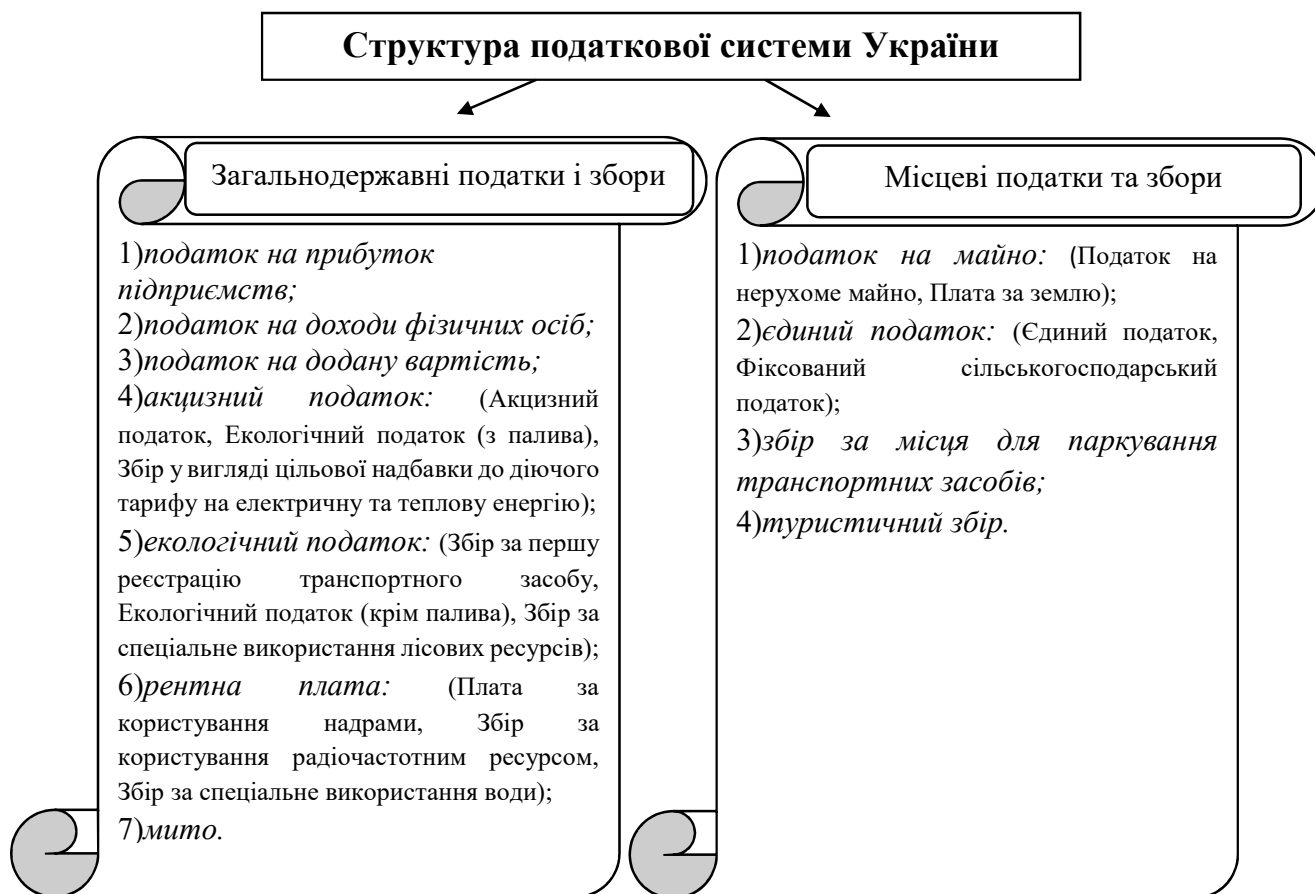 Структура податкової системи України
Загальнодержавні податки і збори
1)податок на прибуток
підприємств;
2)податок на доходи фізичних осіб;
3)податок на додану вартість;
4)акцизний податок: (Акцизний
податок, Екологічний податок (з палива),
Збір у вигляді цільової надбавки до діючого
тарифу на електричну та теплову енергію);
5)екологічний податок: (Збір за першу
реєстрацію транспортного засобу,
Екологічний податок (крім палива), Збір за
спеціальне використання лісових ресурсів);
6)рентна плата: (Плата за
користування надрами, Збір за
користування радіочастотним ресурсом,
Збір за спеціальне використання води);
7)мито.
Місцеві податки та збори
1)податок на майно: (Податок на
нерухоме майно, Плата за землю);
2)єдиний податок: (Єдиний податок,
Фіксований сільськогосподарський
податок);
3)збір за місця для паркування
транспортних засобів;
4)туристичний збір.